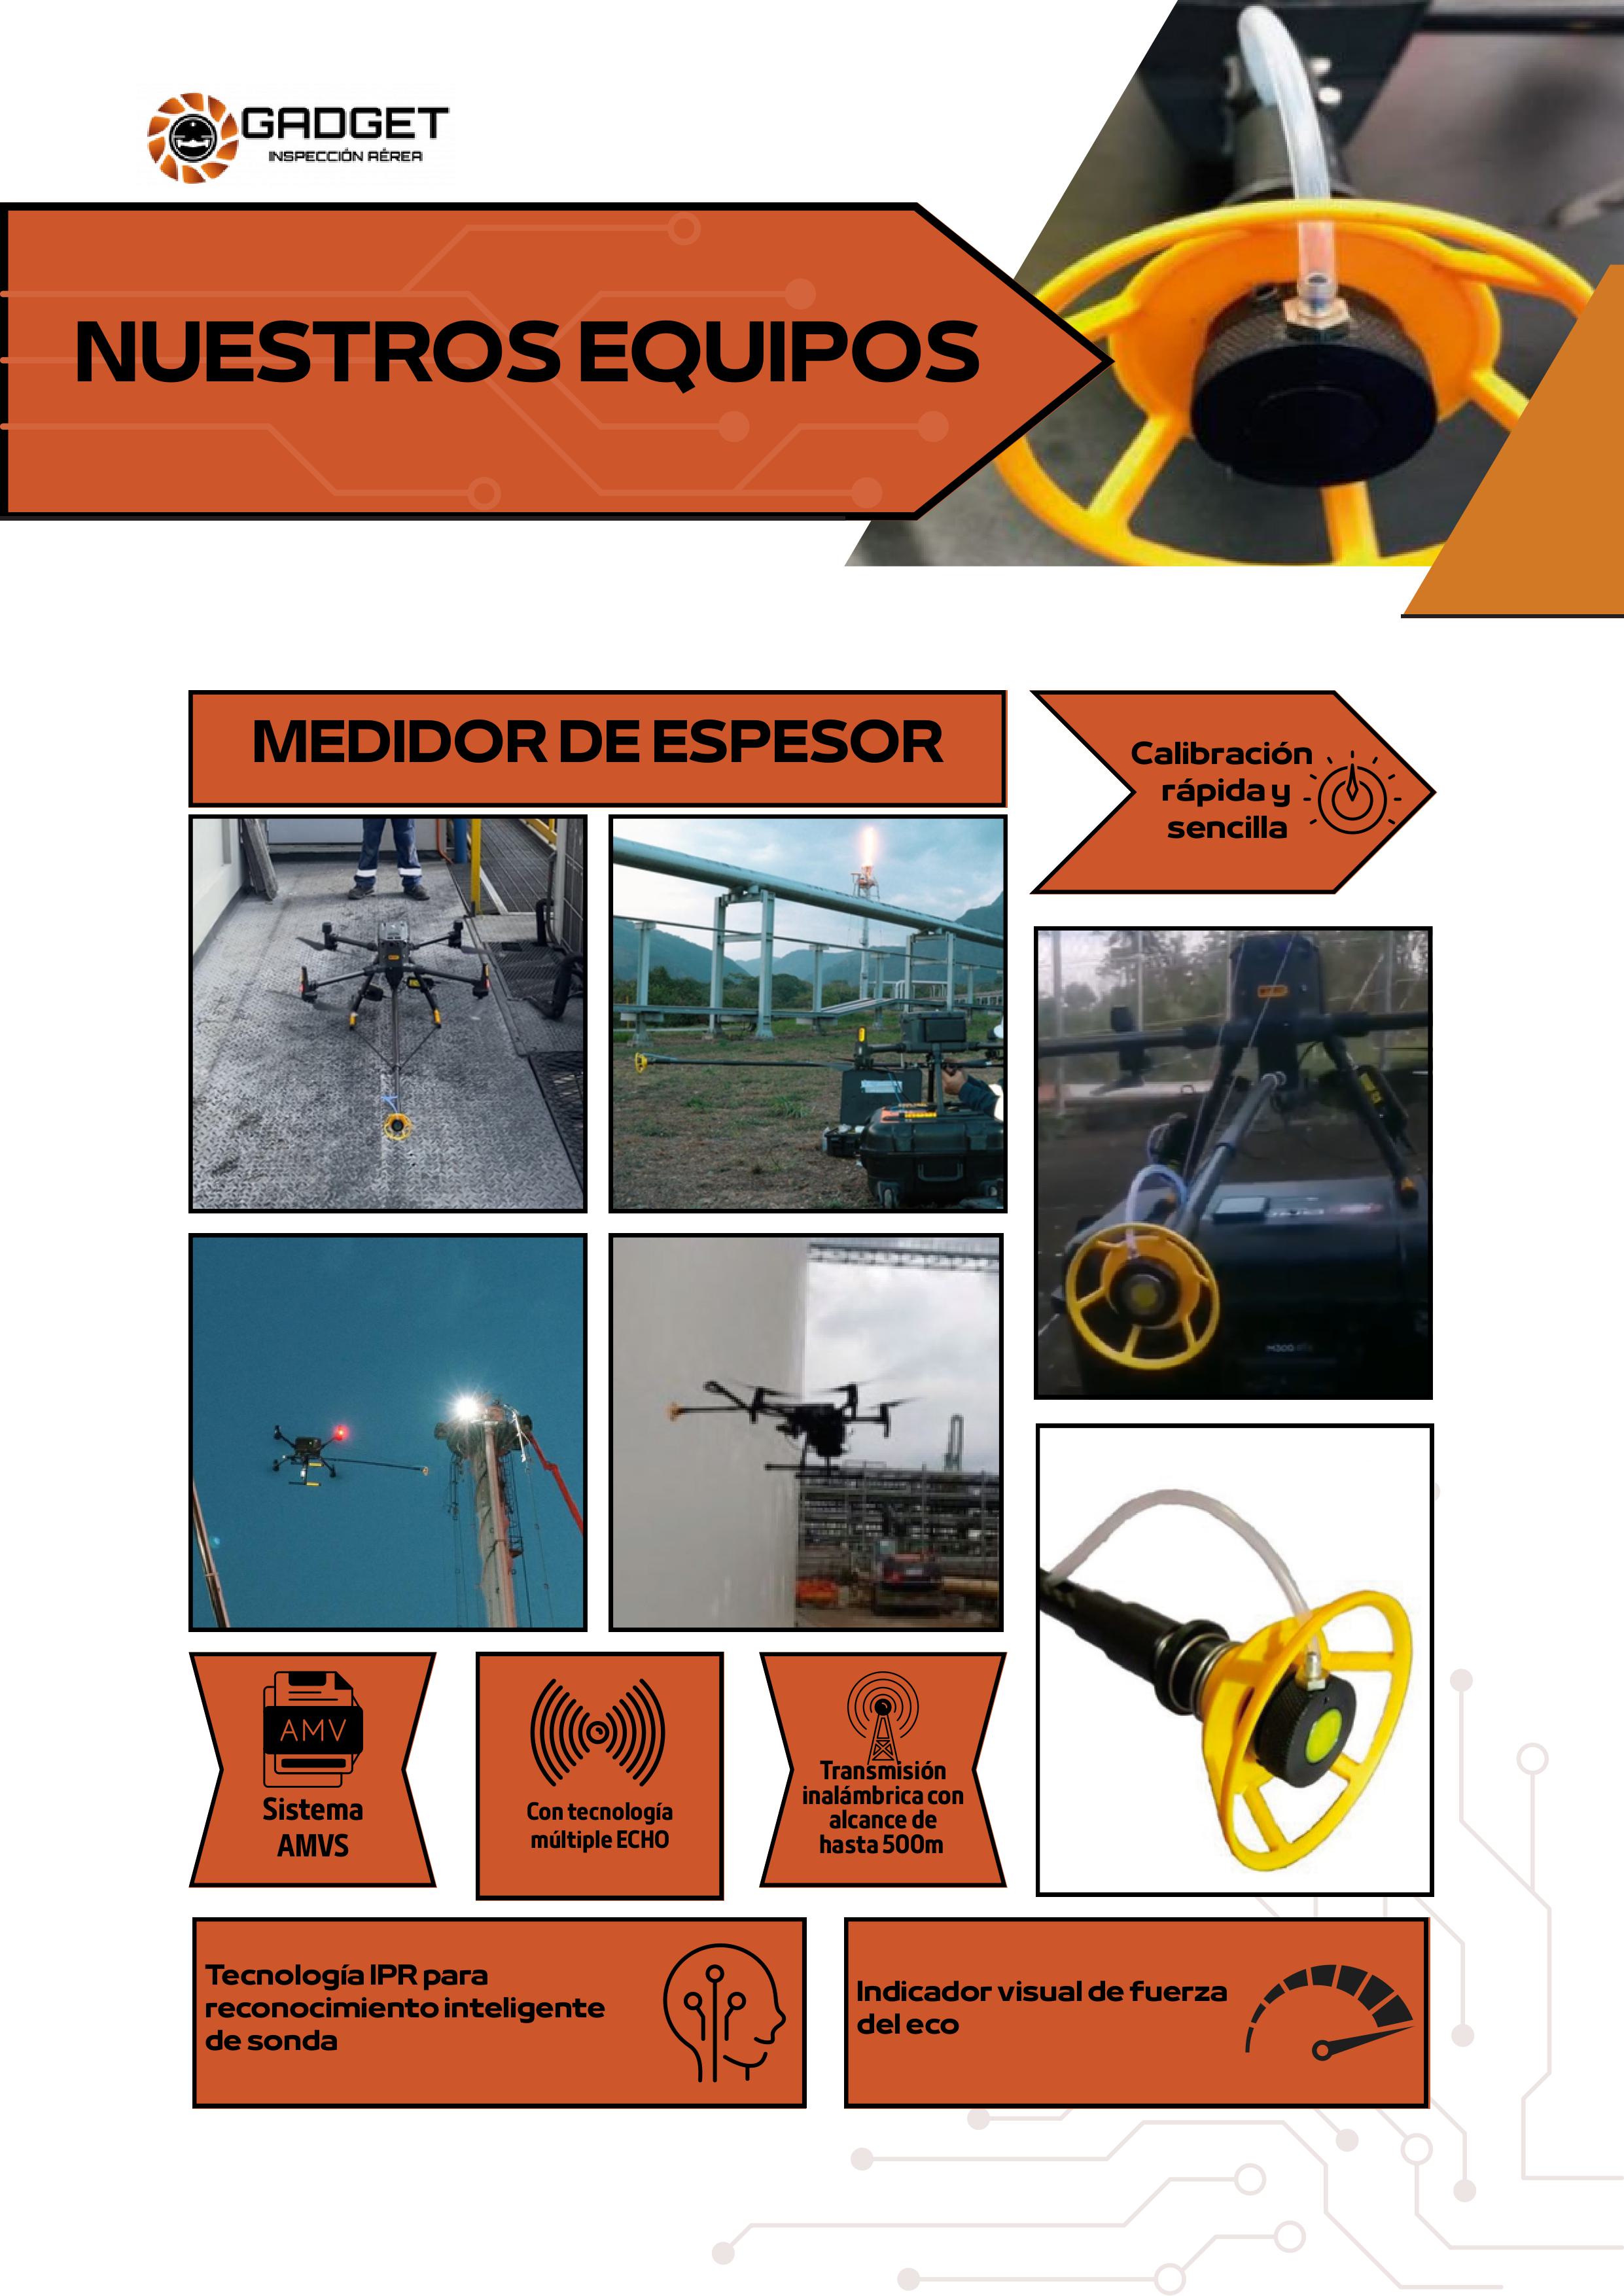 GADGET
INSPECCIÓN AÉREA
NUESTROS EQUIPOS
MEDIDOR DE ESPESOR
Calibración
rápida y
sencilla
M300
AMV
Sistema
AMVS
Con tecnología
múltiple ECHO
Transmisión
inalámbrica con
alcance de
hasta 500m
Tecnología IPR para
reconocimiento inteligente
de sonda
Indicador visual de fuerza
del eco